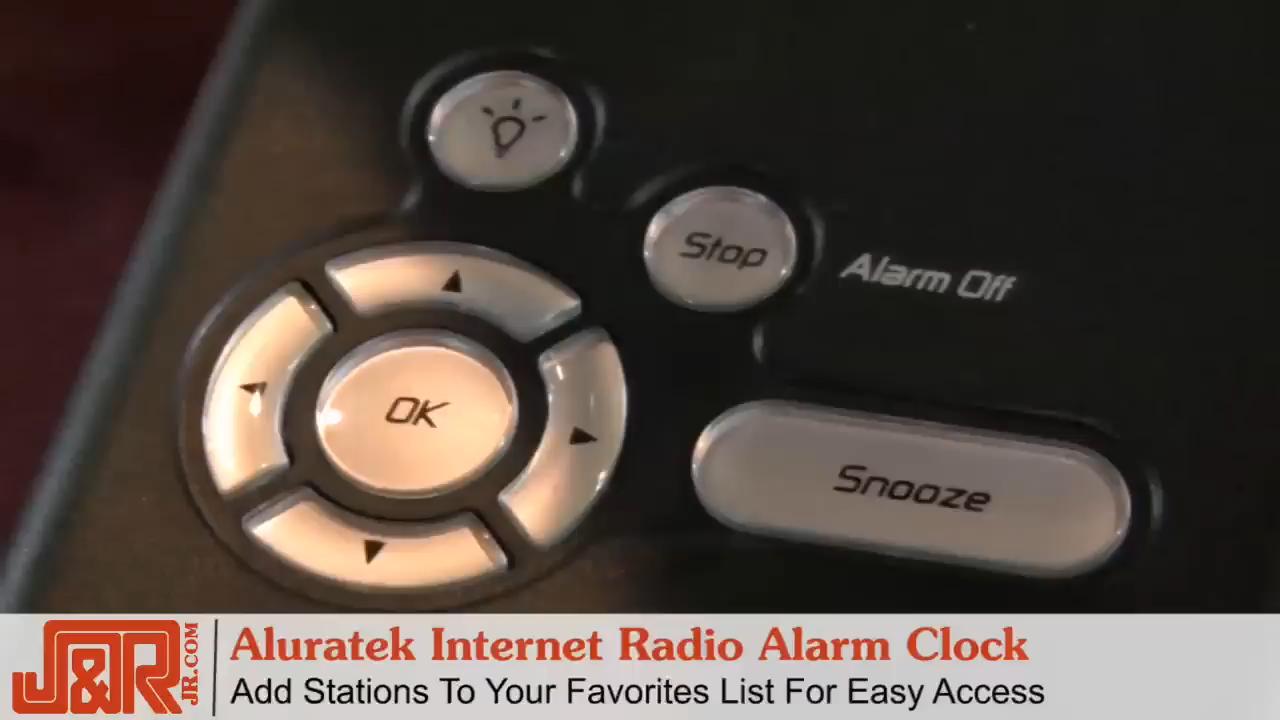 Stop
Alarm Off
OK
Snooze
J&R
JR.COM
Aluratek Internet Radio Alarm Clock
Add Stations To Your Favorites List For Easy Access